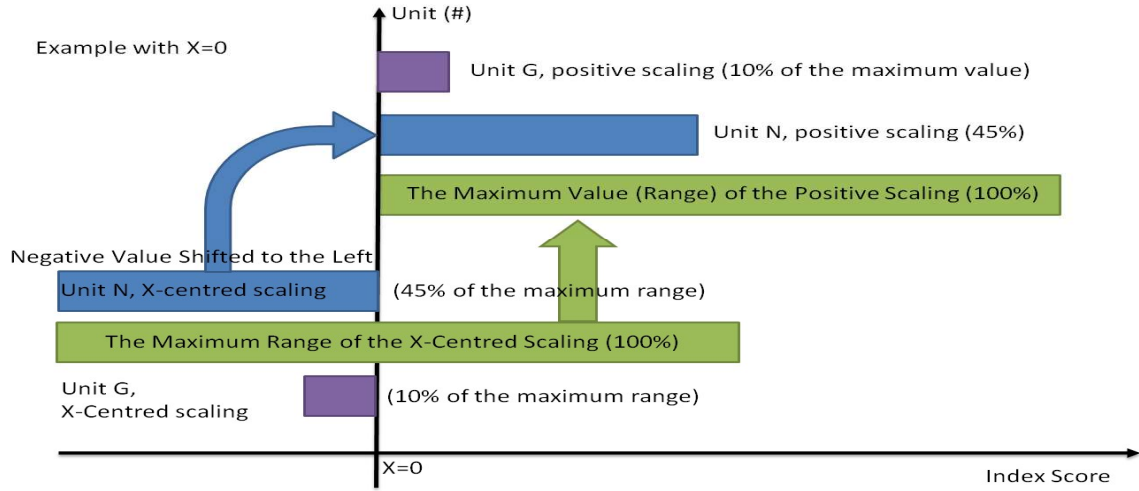 Unit (#)
Example with X=0
Unit G, positive scaling (10% of the maximum value)
Unit N, positive scaling (45%)
The Maximum Value (Range) of the Positive Scaling (100%)
Negative Value Shifted to the Left
Unit N, X-centred scaling
(45% of the maximum range)
The Maximum Range of the X-Centred Scaling (100%)
Unit G,
X-Centred scaling
(10% of the maximum range)
X=0
Index Score